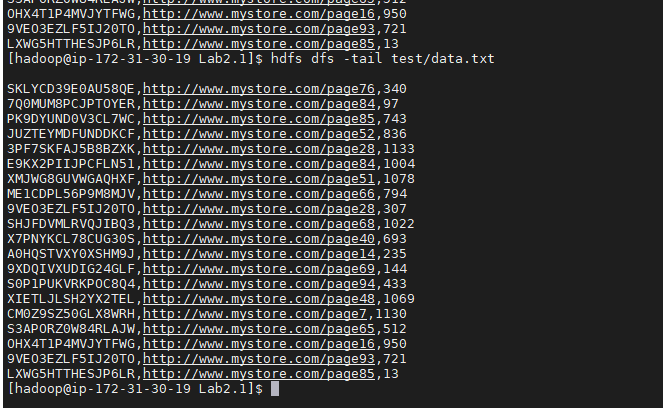 OHX4T1P4MVJYTFWG,http://www.mystore.com/page16,950
9VEO3EZLF5IJ20TO,http://www.mystore.com/page93,721
LXWG5HTTHESJP6LR,http://www.mystore.com/page85,13
[hadoop@ip-172-31-30-19 Lab2.1]$ hdfs dfs -tail test/data.txt
SKLYCD39E0AU58QE,http://www.mystore.com/page76,340
7Q0MUM8PCJPTOYER,http://www.mystore.com/page84,97
PK9DYUND0V3CL7WC,http://www.mystore.com/page85,743
JUZTEYMDFUNDDKCF,http://www.mystore.com/page52,836
3PF7SKFAJ5B8BZXK,http://www.mystore.com/page28,1133
E9KX2PIIJPCFLN51,http://www.mystore.com/page84,1004
XMJWG8GUVWGAQHXF,http://www.mystore.com/page51,1078
ME1CDPL56P9M8MJV,http://www.mystore.com/page66,794
9VEO3EZLF5IJ20TO,http://www.mystore.com/page28,307
SHJFDVMLRVQJIBQ3,http://www.mystore.com/page68,1022
X7PNYKCL78CUG30S,http://www.mystore.com/page40,693
A0HQSTVXY0XSHM9J,http://www.mystore.com/page14,235
9XDQIVXUDIG24GLF,http://www.mystore.com/page69,144
S0P1PUKVRKPOC8Q4,http://www.mystore.com/page94,433
XIETLJLSH2YX2TEL,http://www.mystore.com/page48,1069
CM0Z9SZ50GLX8WRH,http://www.mystore.com/page7,1130
S3APORZ0W84RLAJW,http://www.mystore.com/page65,512
OHX4T1P4MVJYTFWG,http://www.mystore.com/page16,950
9VEO3EZLF5IJ20TO,http://www.mystore.com/page93,721
LXWG5HTTHESJP6LR,http://www.mystore.com/page85,13
[hadoop@ip-172-31-30-19 Lab2.1]$